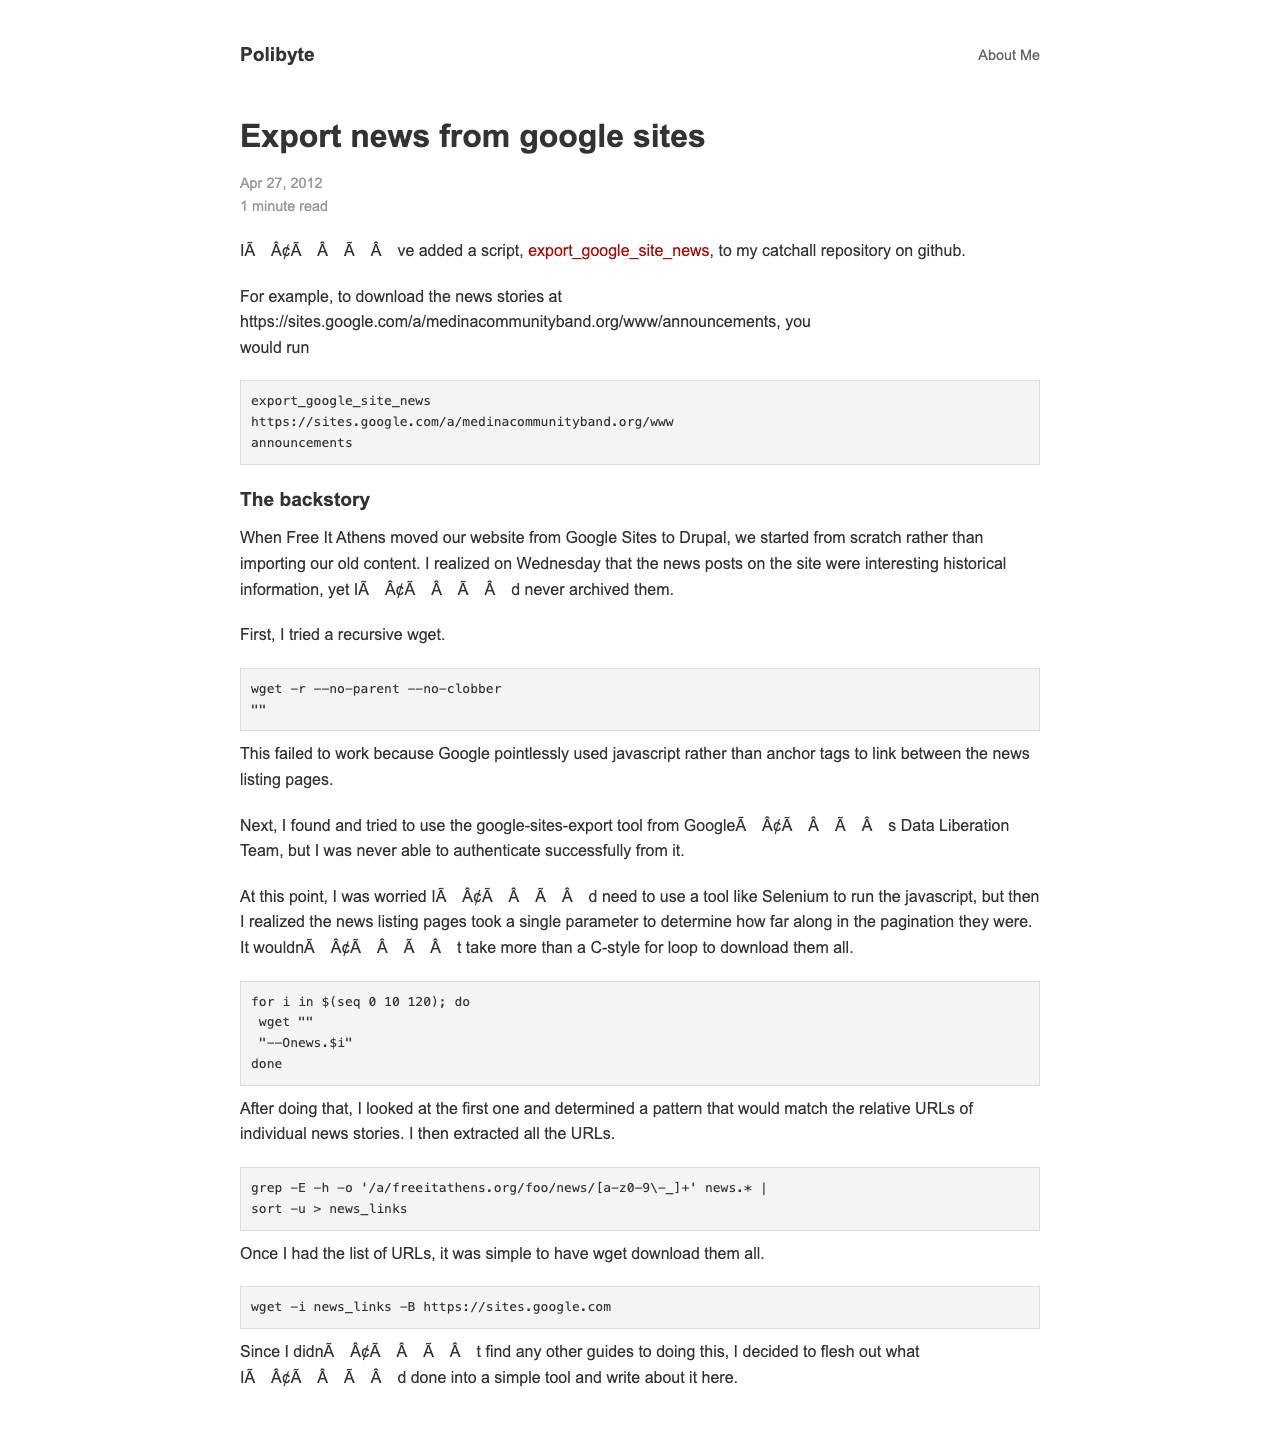 Polibyte
About Me
Export news from google sites
Apr 27, 2012
1 minute read
IÃ Â¢Ã Â Ã Â ve added a script, export_google_site_news, to my catchall repository on github.
For example, to download the news stories at
https://sites.google.com/a/medinacommunityband.org/www/announcements, you
would run
export_google_site_news
https://sites.google.com/a/medinacommunityband.org/www
announcements
The backstory
When Free It Athens moved our website from Google Sites to Drupal, we started from scratch rather than
importing our old content. I realized on Wednesday that the news posts on the site were interesting historical
information, yet IÃ Â¢Ã Â Ã Â d never archived them.
First, I tried a recursive wget.
wget -r --no-parent --no-clobber
""
This failed to work because Google pointlessly used javascript rather than anchor tags to link between the news
listing pages.
Next, I found and tried to use the google-sites-export tool from GoogleÃ Â¢Ã Â Ã Â s Data Liberation
Team, but I was never able to authenticate successfully from it.
At this point, I was worried IÃ Â¢Ã Â Ã Â d need to use a tool like Selenium to run the javascript, but then
I realized the news listing pages took a single parameter to determine how far along in the pagination they were.
It wouldnÃ Â¢Ã Â Ã Â t take more than a C-style for loop to download them all.
for i in $(seq 0 10 120); do
 wget ""
 "--Onews.$i"
done
After doing that, I looked at the first one and determined a pattern that would match the relative URLs of
individual news stories. I then extracted all the URLs.
grep -E -h -o '/a/freeitathens.org/foo/news/[a-z0-9\-_]+' news.* |
sort -u > news_links
Once I had the list of URLs, it was simple to have wget download them all.
wget -i news_links -B https://sites.google.com
Since I didnÃ Â¢Ã Â Ã Â t find any other guides to doing this, I decided to flesh out what
IÃ Â¢Ã Â Ã Â d done into a simple tool and write about it here.